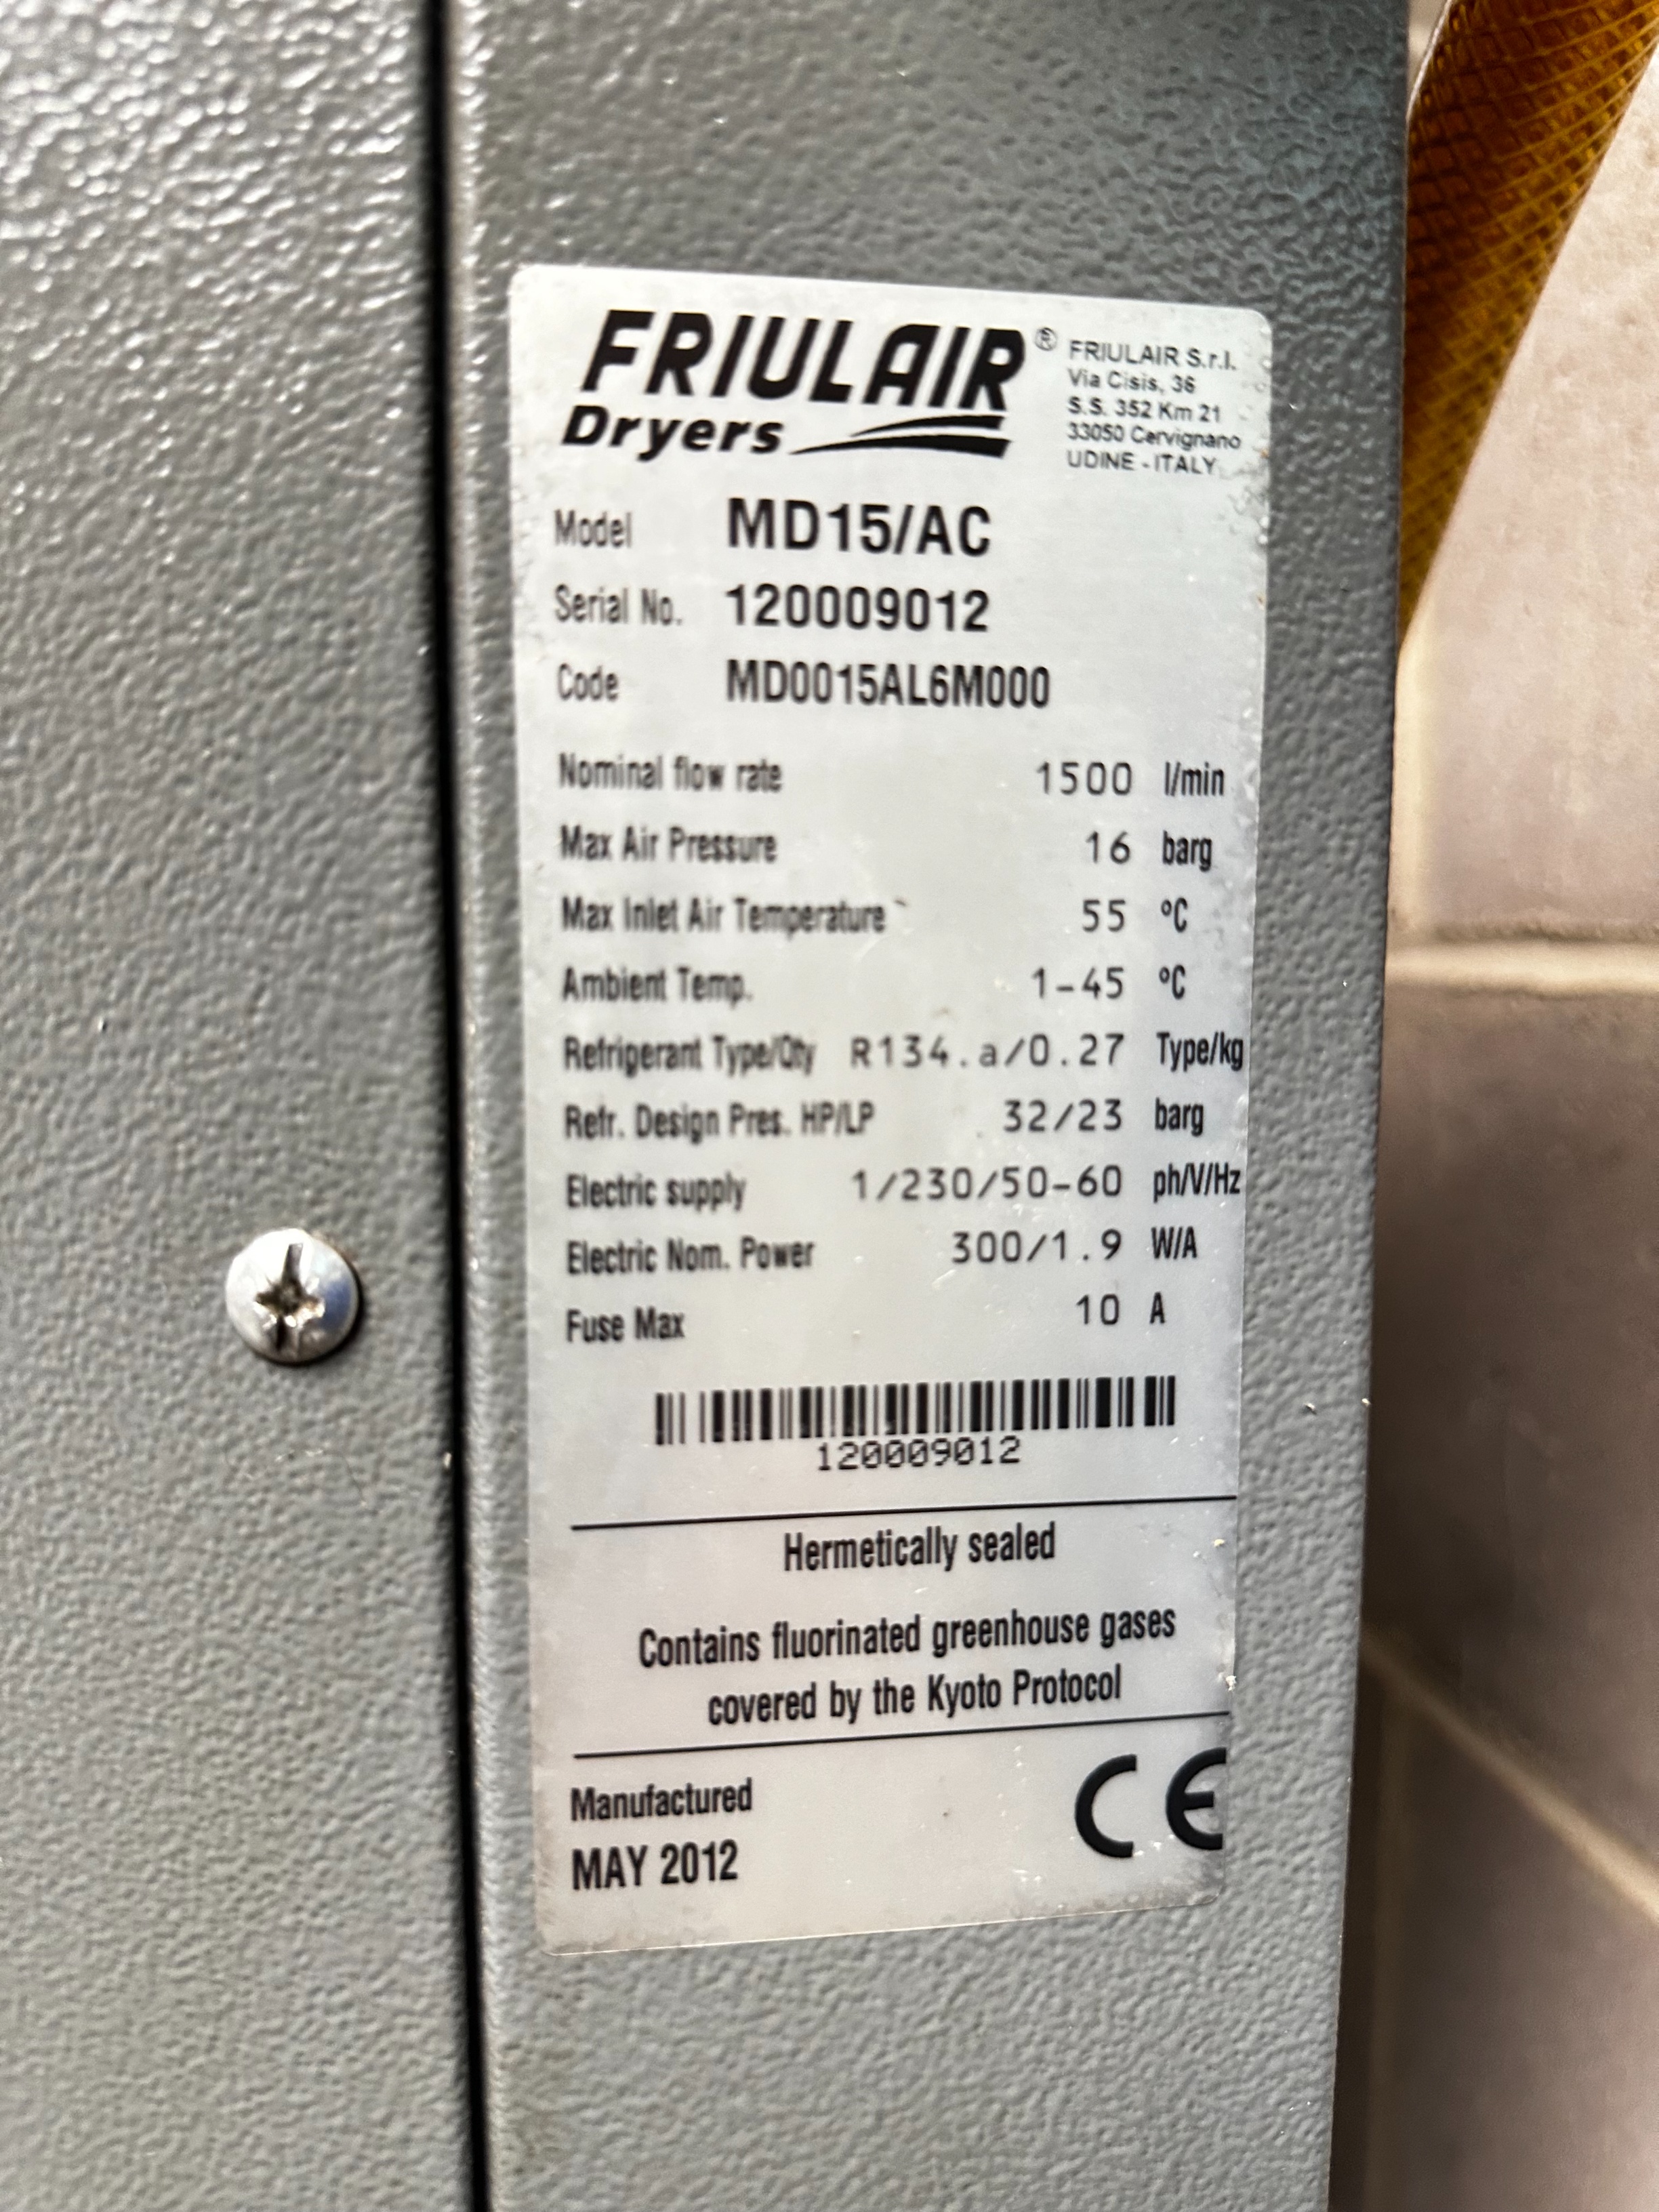 FRIULAIR®
Dryers
FRIULAIR S.r.l.
Via Cisis, 36
S.S. 352 Km 21
33050 Cervignano
UDINE - ITALY
Model MD15/AC
Serial No. 120009012
Code MD0015AL6M000
Nominal flow rate 1500 l/min
Max Air Pressure 16 barg
Max Inlet Air Temperature 55 °C
Ambient Temp. 1-45 °C
Refrigerant Type/Qty R134.a/0.27 Type/kg
Refr. Design Pres. HP/LP 32/23 barg
Electric supply 1/230/50-60 ph/V/Hz
Electric Nom. Power 300/1.9 W/A
Fuse Max 10 A
120009012
Hermetically sealed
Contains fluorinated greenhouse gases
covered by the Kyoto Protocol
Manufactured
MAY 2012
CE